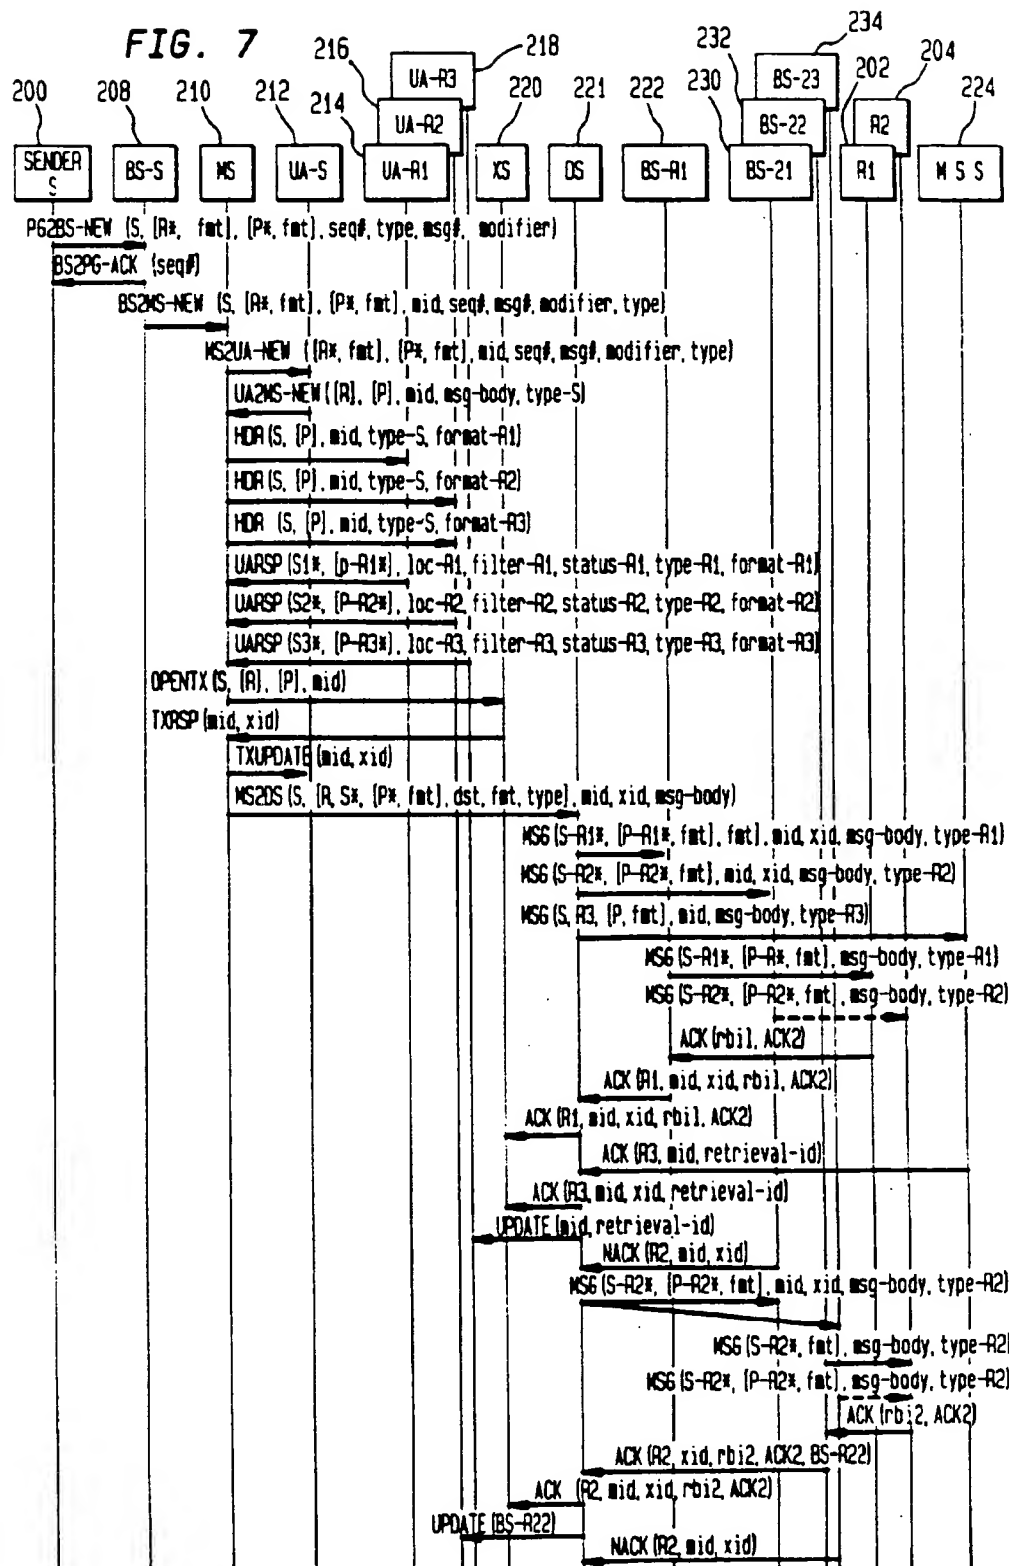 FIG. 7
200
208
210
212
214
216
218
220
221
222
230
232
234
202
204
224
SENDER S
BS-S
MS
UA-S
UA-R1
UA-R2
UA-R3
XS
DS
BS-R1
BS-21
BS-22
BS-23
R1
R2
M S S
PG2BS-NEW (S, [R*, fmt], [P*, fmt], seq#, type, msg#, modifier)
BS2PG-ACK (seq#)
BS2MS-NEW (S, [R*, fmt], [P*, fmt], mid, seq#, msg#, modifier, type)
MS2UA-NEW ([R*, fmt], [P*, fmt], mid, seq#, msg#, modifier, type)
UA2MS-NEW ([R], [P], mid, msg-body, type-S)
HDR (S, [P], mid, type-S, format-R1)
HDR (S, [P], mid, type-S, format-R2)
HDR (S, [P], mid, type-S, format-R3)
UARSP (S1*, [p-R1*], loc-R1, filter-R1, status-R1, type-R1, format-R1)
UARSP (S2*, [P-R2*], loc-R2, filter-R2, status-R2, type-R2, format-R2)
UARSP (S3*, [P-R3*], loc-R3, filter-R3, status-R3, type-R3, format-R3)
OPENTX (S, [R], [P], mid)
TXRSP (mid, xid)
TXUPDATE (mid, xid)
MS2DS (S, [R, S*, [P*, fmt], dst, fmt, type], mid, xid, msg-body)
MSG (S-R1*, [P-R1*, fmt], fmt], mid, xid, msg-body, type-R1)
MSG (S-R2*, [P-R2*, fmt], mid, xid, msg-body, type-R2)
MSG (S, R3, [P, fmt], mid, msg-body, type-R3)
MSG (S-R1*, [P-R*, fmt], msg-body, type-R1)
MSG (S-R2*, [P-R2*, fmt], msg-body, type-R2)
ACK (rbi1, ACK2)
ACK (R1, mid, xid, rbi1, ACK2)
ACK (R1, mid, xid, rbi1, ACK2)
ACK (R3, mid, retrieval-id)
ACK (R3, mid, xid, retrieval-id)
UPDATE (mid, retrieval-id)
NACK (R2, mid, xid)
MSG (S-R2*, [P-R2*, fmt], mid, xid, msg-body, type-R2)
MSG (S-R2*, fmt], msg-body, type-R2)
MSG (S-R2*, [P-R2*, fmt], msg-body, type-R2)
ACK (rbi2, ACK2)
ACK (R2, xid, rbi2, ACK2, BS-R22)
ACK (R2, mid, xid, rbi2, ACK2)
UPDATE (BS-R22)
NACK (R2, mid, xid)